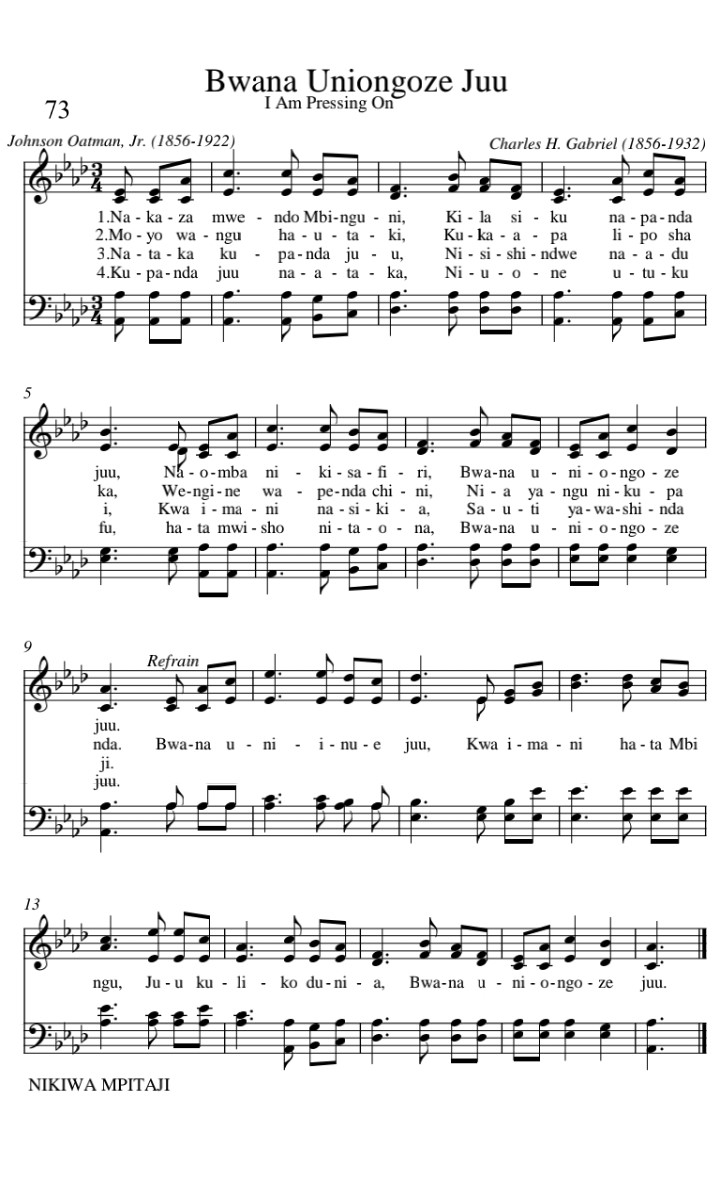 Bwana Uniongoze Juu
I Am Pressing On
73
Johnson Oatman, Jr. (1856-1922)
Charles H. Gabriel (1856-1932)
3
4
1.Na - ka - za mwe - ndo Mbi-ngu - ni, Ki - la si - ku na - pa - nda
2.Mo - yo wa - ngu ha - u - ta - ki, Ku - ka - a - pa li - po sha
3.Na - ta - ka ku - pa - nda ju - u, Ni - si - shi - ndwe na - a - du
4.Ku - pa - nda juu na - a - ta - ka, Ni - u - o - ne u - tu - ku
3
4
5
juu, Na - o - mba ni - ki - sa - fi - ri, Bwa - na u - ni - o - ngo - ze
ka, We - ngi - ne wa - pe - nda chi - ni, Ni - a ya - ngu ni - ku - pa
i, Kwa i - ma - ni na - si - ki - a, Sa - u - ti ya - wa - shi - nda
fu, ha - ta mwi - sho ni - ta - o - na, Bwa - na u - ni - o - ngo - ze
9
Refrain
juu.
nda. Bwa - na u - ni - i - nu - e juu, Kwa i - ma - ni ha - ta Mbi
ji.
juu.
13
ngu, Ju - u ku - li - ko du - ni - a, Bwa - na u - ni - o - ngo - ze juu.
NIKIWA MPITAJI